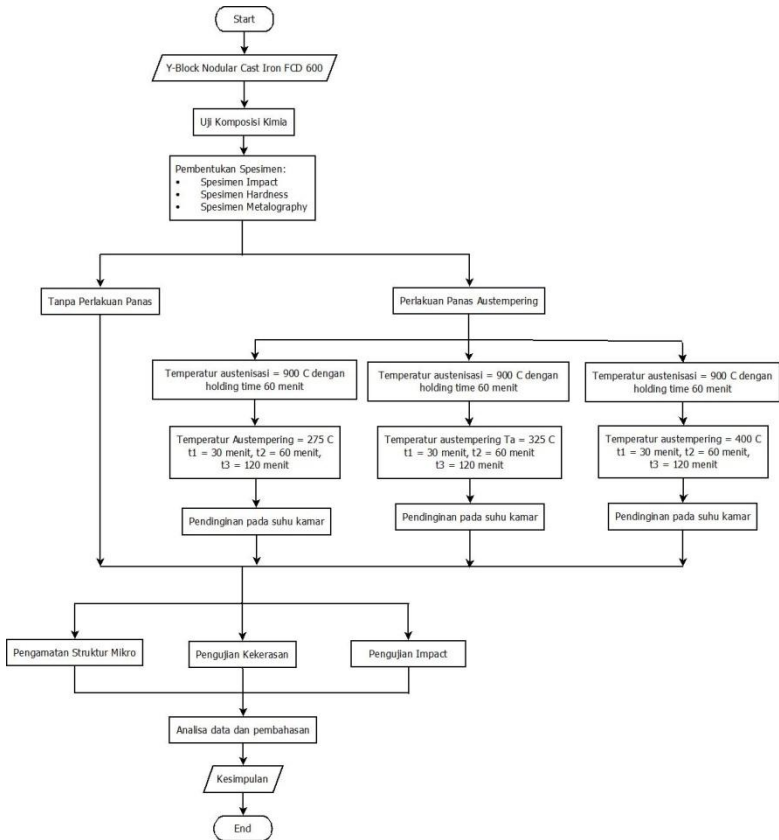 Start
Y-Block Nodular Cast Iron FCD 600
Uji Komposisi Kimia
Pembentukan Spesimen:
• Spesimen Impact
• Spesimen Hardness
• Spesimen Metalography
Tanpa Perlakuan Panas
Perlakuan Panas Austempering
Temperatur austenisasi = 900 C dengan
holding time 60 menit
Temperatur austenisasi = 900 C dengan
holding time 60 menit
Temperatur austenisasi = 900 C dengan
holding time 60 menit
Temperatur Austempering = 275 C
t1 = 30 menit, t2 = 60 menit,
t3 = 120 menit
Temperatur austempering Ta = 325 C
t1 = 30 menit, t2 = 60 menit
t3 = 120 menit
Temperatur austempering = 400 C
t1 = 30 menit, t2 = 60 menit,
t3 = 120 menit
Pendinginan pada suhu kamar
Pendinginan pada suhu kamar
Pendinginan pada suhu kamar
Pengamatan Struktur Mikro
Pengujian Kekerasan
Pengujian Impact
Analisa data dan pembahasan
Kesimpulan
End